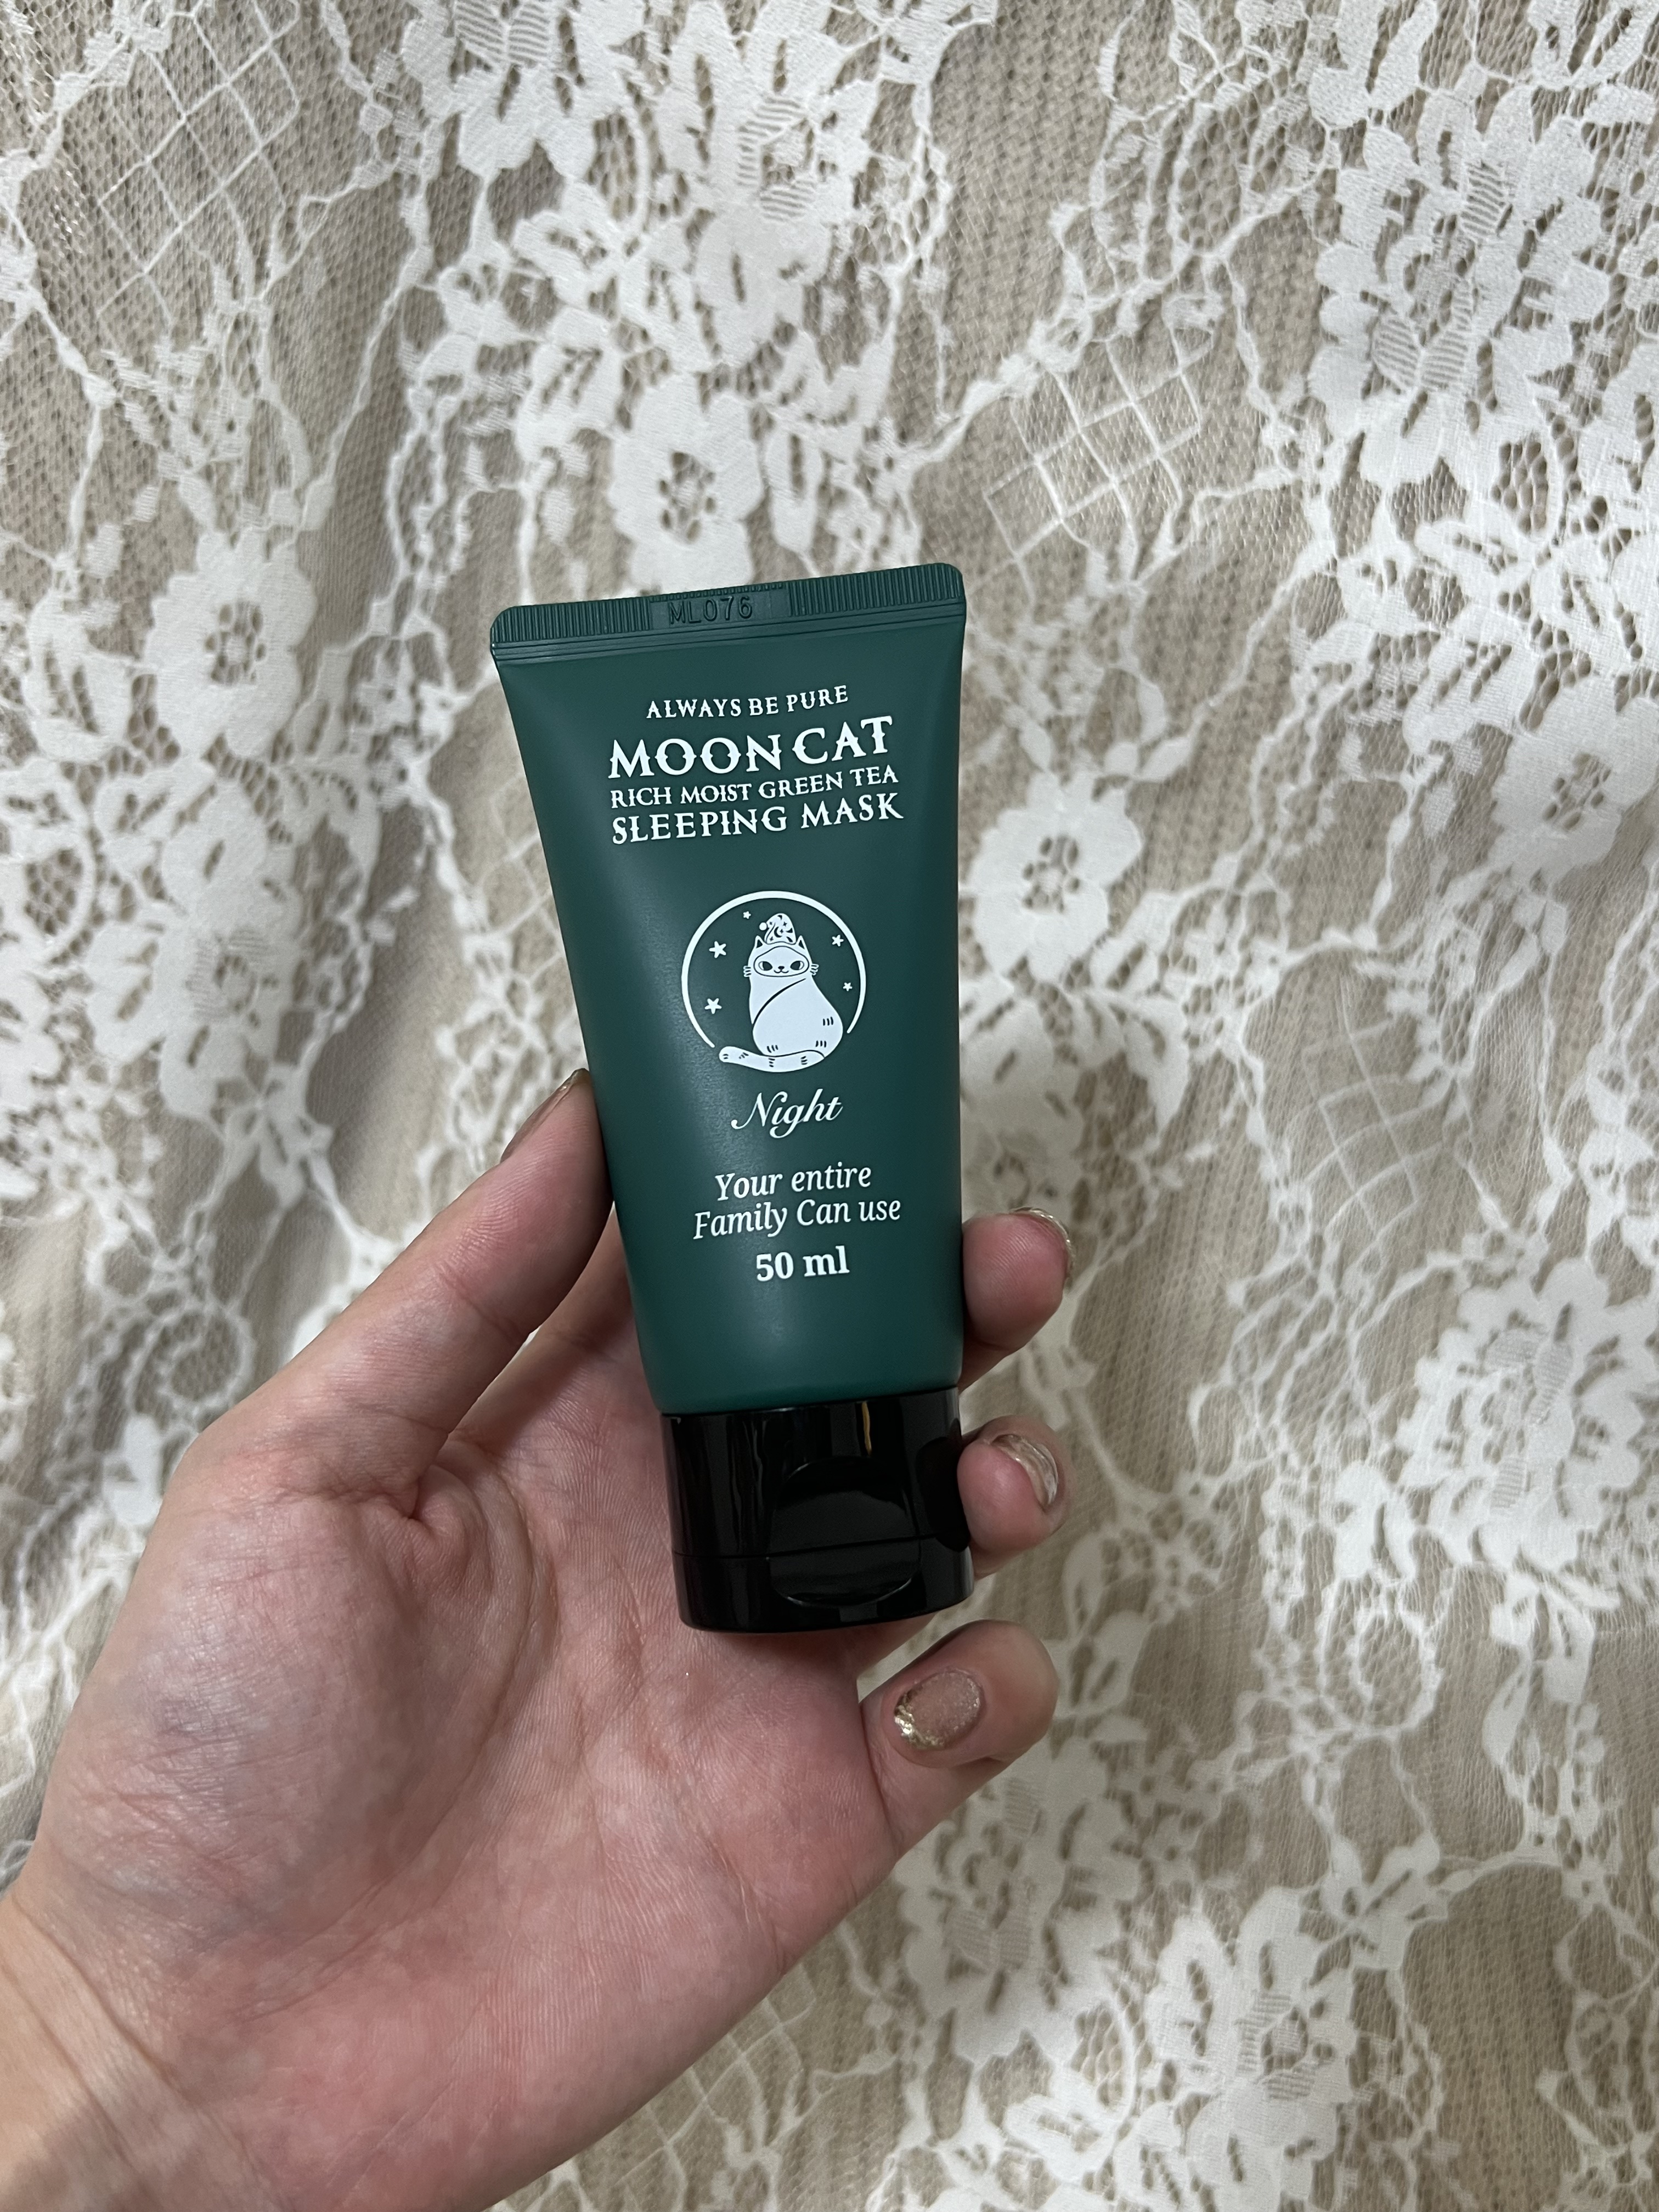 ML076
ALWAYS BE PURE
MOON CAT
RICH MOIST GREEN TEA
SLEEPING MASK
Night
Your entire
Family Can use
50 ml